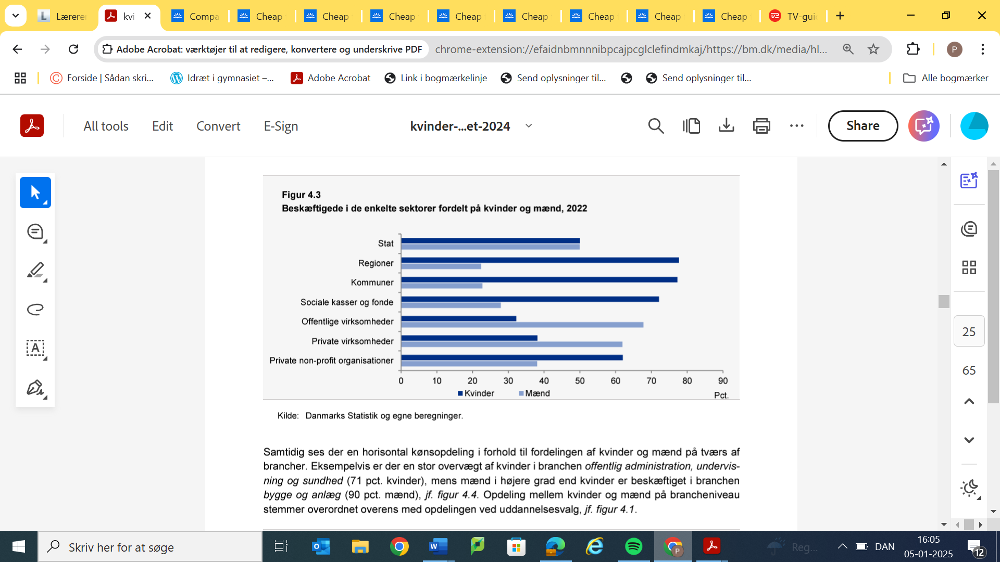 Lærerer
kvi
Compa
Cheap
Cheap
Cheap
Cheap
Cheap
Cheap
Cheap
Cheap
TV-guid
Adobe Acrobat: værktøjer til at redigere, konvertere og underskrive PDF
chrome-extension://efaidnbmnnnibpcajpcglclefindmkaj/https://bm.dk/media/hl...
P
Forside | Sådan skri...
Idræt i gymnasiet –...
Adobe Acrobat
Link i bogmærkelinje
Send oplysninger til...
Send oplysninger til...
Alle bogmærker
All tools
Edit
Convert
E-Sign
kvinder-...et-2024
Share
Figur 4.3
Beskæftigede i de enkelte sektorer fordelt på kvinder og mænd, 2022
Stat
Regioner
Kommuner
Sociale kasser og fonde
Offentlige virksomheder
Private virksomheder
Private non-profit organisationer
0 10 20 30 40 50 60 70 80 90
Kvinder Mænd
Pct.
Kilde: Danmarks Statistik og egne beregninger.
Samtidig ses der en horisontal kønsopdeling i forhold til fordelingen af kvinder og mænd på tværs af
brancher. Eksempelvis er der en stor overvægt af kvinder i branchen offentlig administration, undervis-
ning og sundhed (71 pct. kvinder), mens mænd i højere grad end kvinder er beskæftiget i branchen
bygge og anlæg (90 pct. mænd), jf. figur 4.4. Opdeling mellem kvinder og mænd på brancheniveau
stemmer overordnet overens med opdelingen ved uddannelsesvalg, jf. figur 4.1.
25
65
Skriv her for at søge
Reg...
DAN
16:05
05-01-2025
12